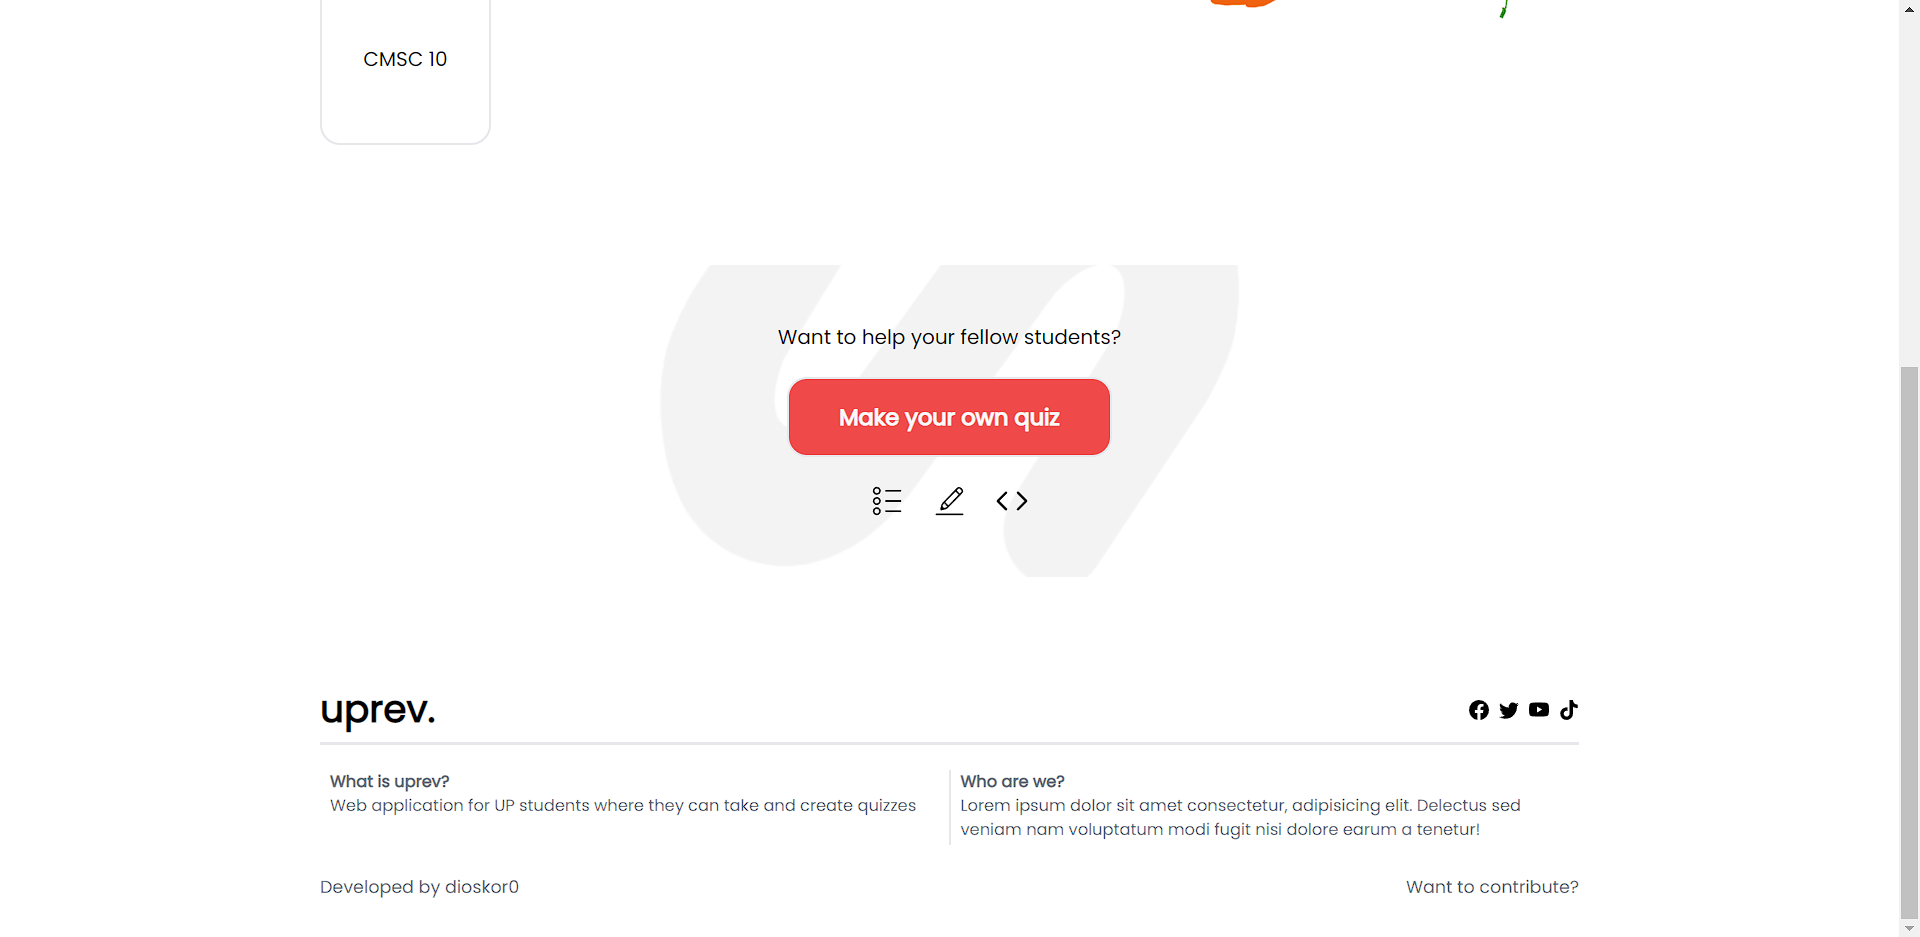 CMSC 10
Want to help your fellow students?
Make your own quiz
uprev.
What is uprev?
Web application for UP students where they can take and create quizzes
Who are we?
Lorem ipsum dolor sit amet consectetur, adipisicing elit. Delectus sed
veniam nam voluptatum modi fugit nisi dolore earum a tenetur!
Developed by dioskor0
Want to contribute?